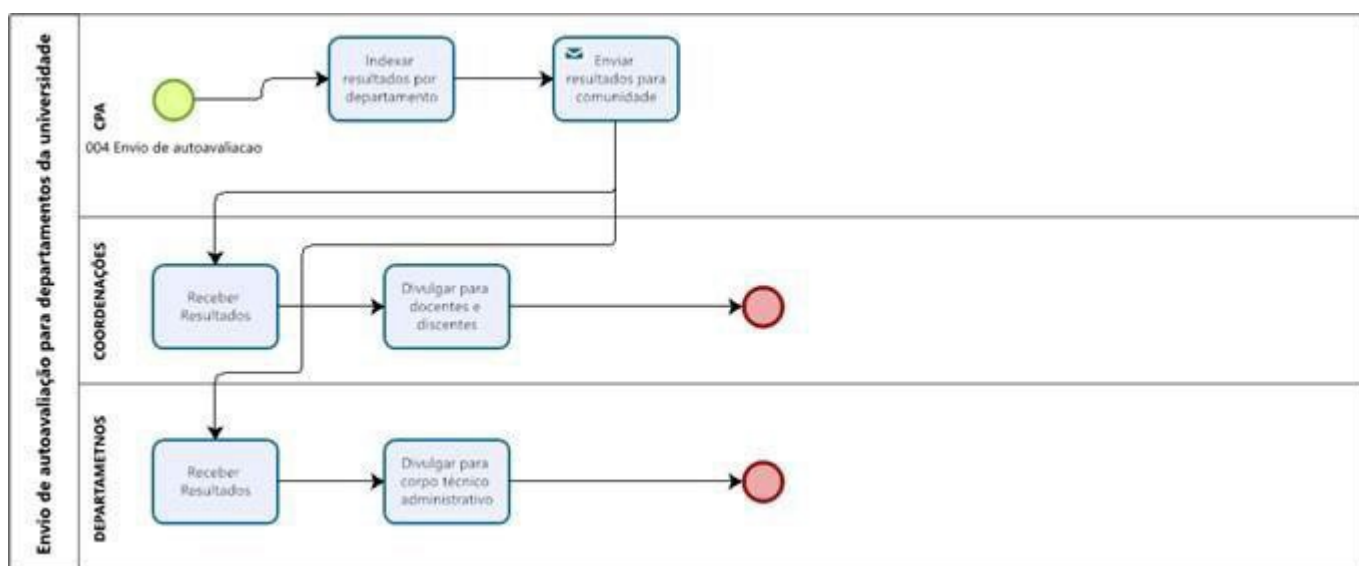 Envio de autoavaliação para departamentos da universidade
CPA
004 Envio de autoavaliacao
Indexar
resultados por
departamento
Enviar
resultados para
comunidade
COORDENAÇÕES
Receber
Resultados
Divulgar para
docentes e
discentes
DEPARTAMETNOS
Receber
Resultados
Divulgar para
corpo técnico
administrativo